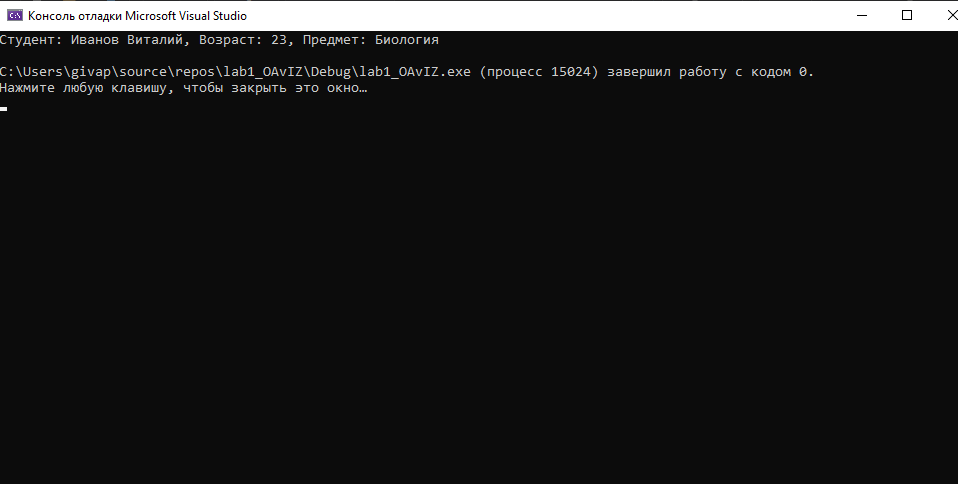 Консоль отладки Microsoft Visual Studio
Студент: Иванов Виталий, Возраст: 23, Предмет: Биология
C:\Users\givap\source\repos\lab1_OAvIZ\Debug\lab1_OAvIZ.exe (процесс 15024) завершил работу с кодом 0.
Нажмите любую клавишу, чтобы закрыть это окно…